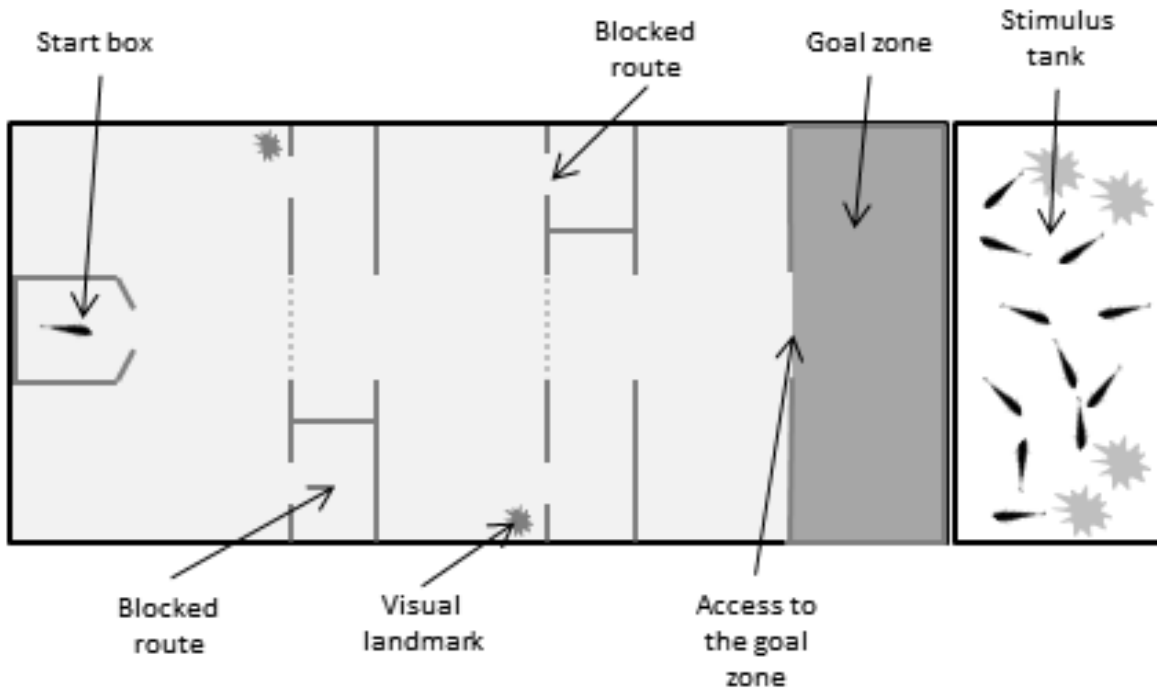 Start box
Blocked
route
Goal zone
Stimulus
tank
Blocked
route
Visual
landmark
Access to
the goal
zone